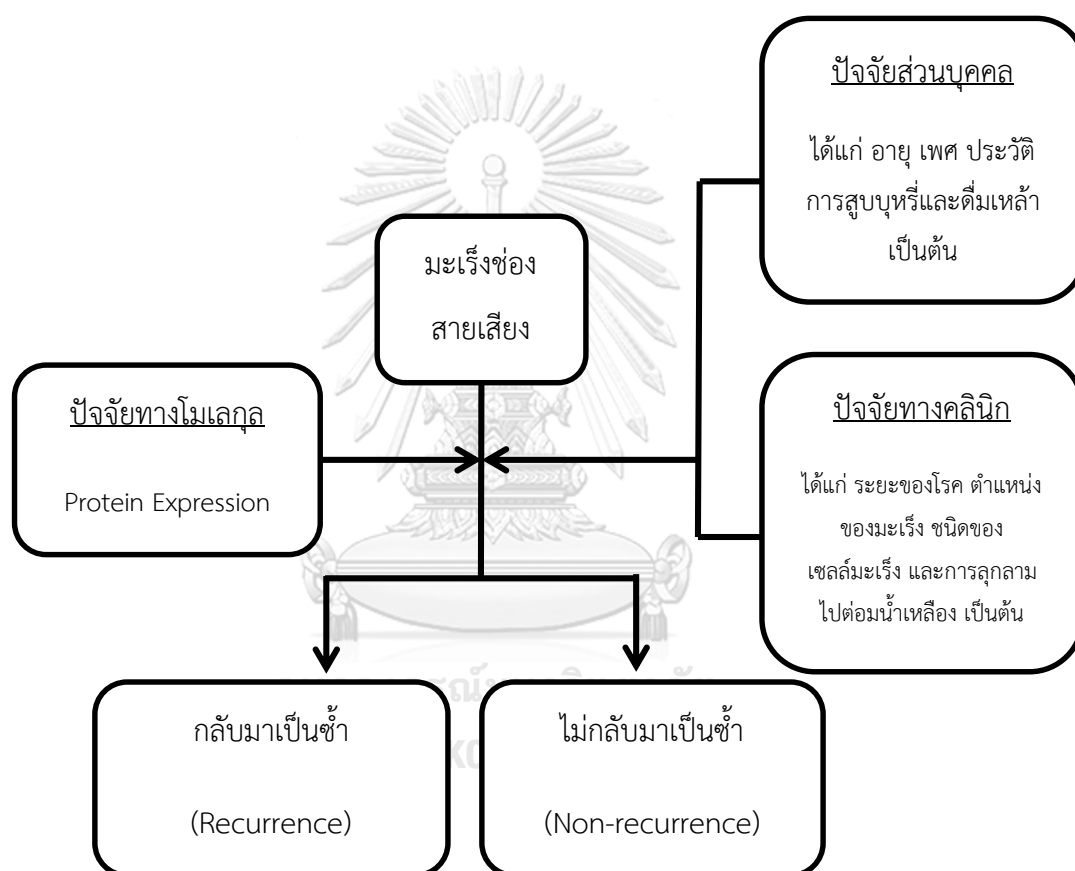 ปัจจัยส่วนบุคคล
ได้แก่ อายุ เพศ ประวัติ
การสูบบุหรี่และดื่มเหล้า
เป็นต้น
มะเร็งช่อง
สายเสียง
ปัจจัยทางโมเลกุล
Protein Expression
ปัจจัยทางคลินิก
ได้แก่ ระยะของโรค ตำแหน่ง
ของมะเร็ง ชนิดของ
เซลล์มะเร็ง และการลุกลาม
ไปต่อมน้ำเหลือง เป็นต้น
กลับมาเป็นซ้ำ
(Recurrence)
ไม่กลับมาเป็นซ้ำ
(Non-recurrence)